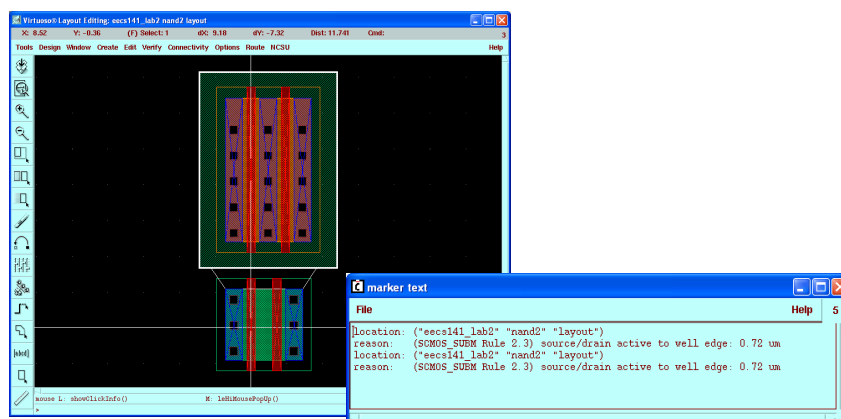 Virtuoso® Layout Editing: eecs141_lab2 nand2 layout
X: 8.52 Y: -0.36 (F) Select: 1 dX: 9.18 dY: -7.32 Dist: 11.741 Cmd: 3
Tools Design Window Create Edit Verify Connectivity Options Route NCSU Help
[abcd]
mouse L: showClickInfo() M: leHiMousePopUp()
>
marker text
File Help 5
location: ("eecs141_lab2" "nand2" "layout")
reason: (SCMOS_SUBM Rule 2.3) source/drain active to well edge: 0.72 um
location: ("eecs141_lab2" "nand2" "layout")
reason: (SCMOS_SUBM Rule 2.3) source/drain active to well edge: 0.72 um